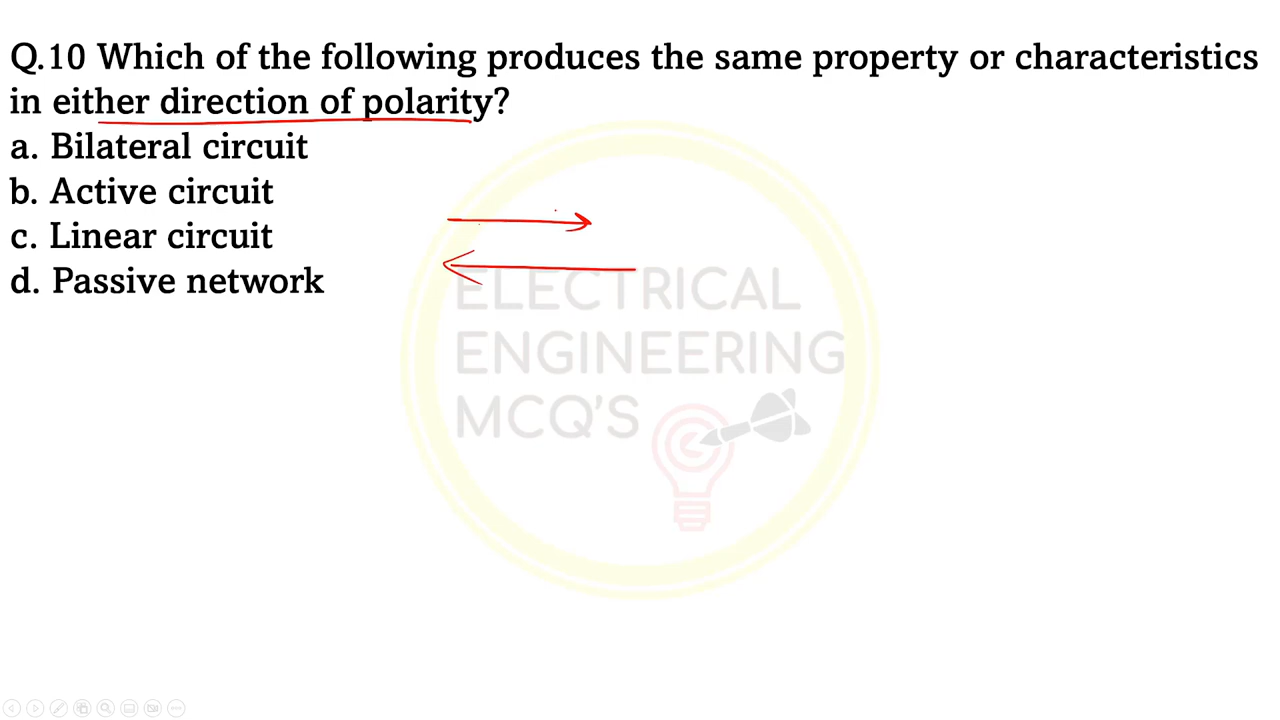 Q.10 Which of the following produces the same property or characteristics
in either direction of polarity?
a. Bilateral circuit
b. Active circuit
c. Linear circuit
d. Passive network
ELECTRICAL
ENGINEERING
MCQ'S